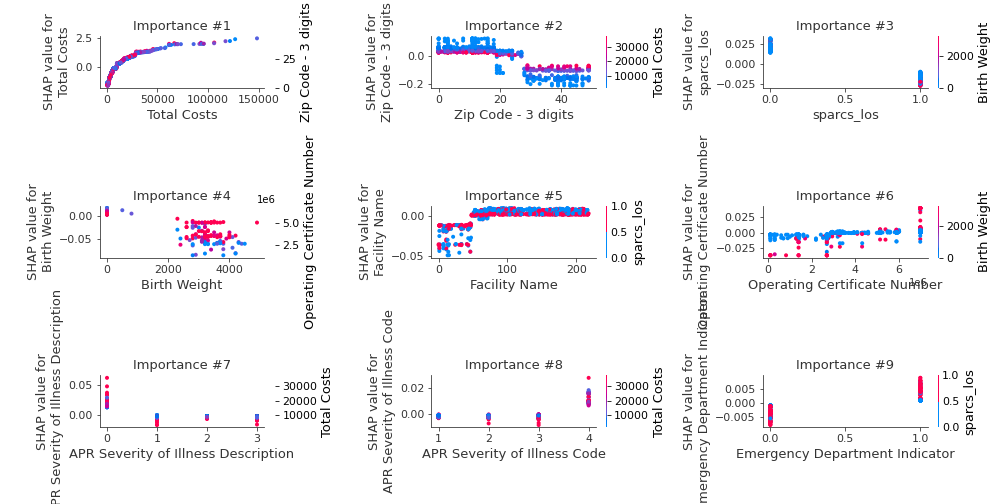 Importance #1
SHAP value for
Total Costs
2.5
0.0
0
50000
100000
150000
Total Costs
25
0
Zip Code - 3 digits
Importance #2
SHAP value for
Zip Code - 3 digits
0.0
−0.2
0
20
40
Zip Code - 3 digits
30000
20000
10000
Total Costs
Importance #3
SHAP value for
sparcs_los
0.025
0.000
−0.025
0.0
0.5
1.0
sparcs_los
2000
0
Birth Weight
Importance #4
SHAP value for
Birth Weight
0.00
−0.05
0
2000
4000
Birth Weight
1e6
5.0
2.5
Operating Certificate Number
Importance #5
SHAP value for
Facility Name
0.00
−0.05
0
100
200
Facility Name
1.0
0.5
0.0
sparcs_los
Importance #6
SHAP value for
Operating Certificate Number
0.025
0.000
−0.025
0
2
4
6
1e6
Operating Certificate Number
2000
0
Birth Weight
Importance #7
SHAP value for
PR Severity of Illness Description
0.05
0.00
0
1
2
3
APR Severity of Illness Description
30000
20000
10000
Total Costs
Importance #8
SHAP value for
APR Severity of Illness Code
0.02
0.00
1
2
3
4
APR Severity of Illness Code
30000
20000
10000
Total Costs
Importance #9
SHAP value for
mergency Department Indicator
0.005
0.000
−0.005
0.0
0.5
1.0
Emergency Department Indicator
1.0
0.5
0.0
sparcs_los